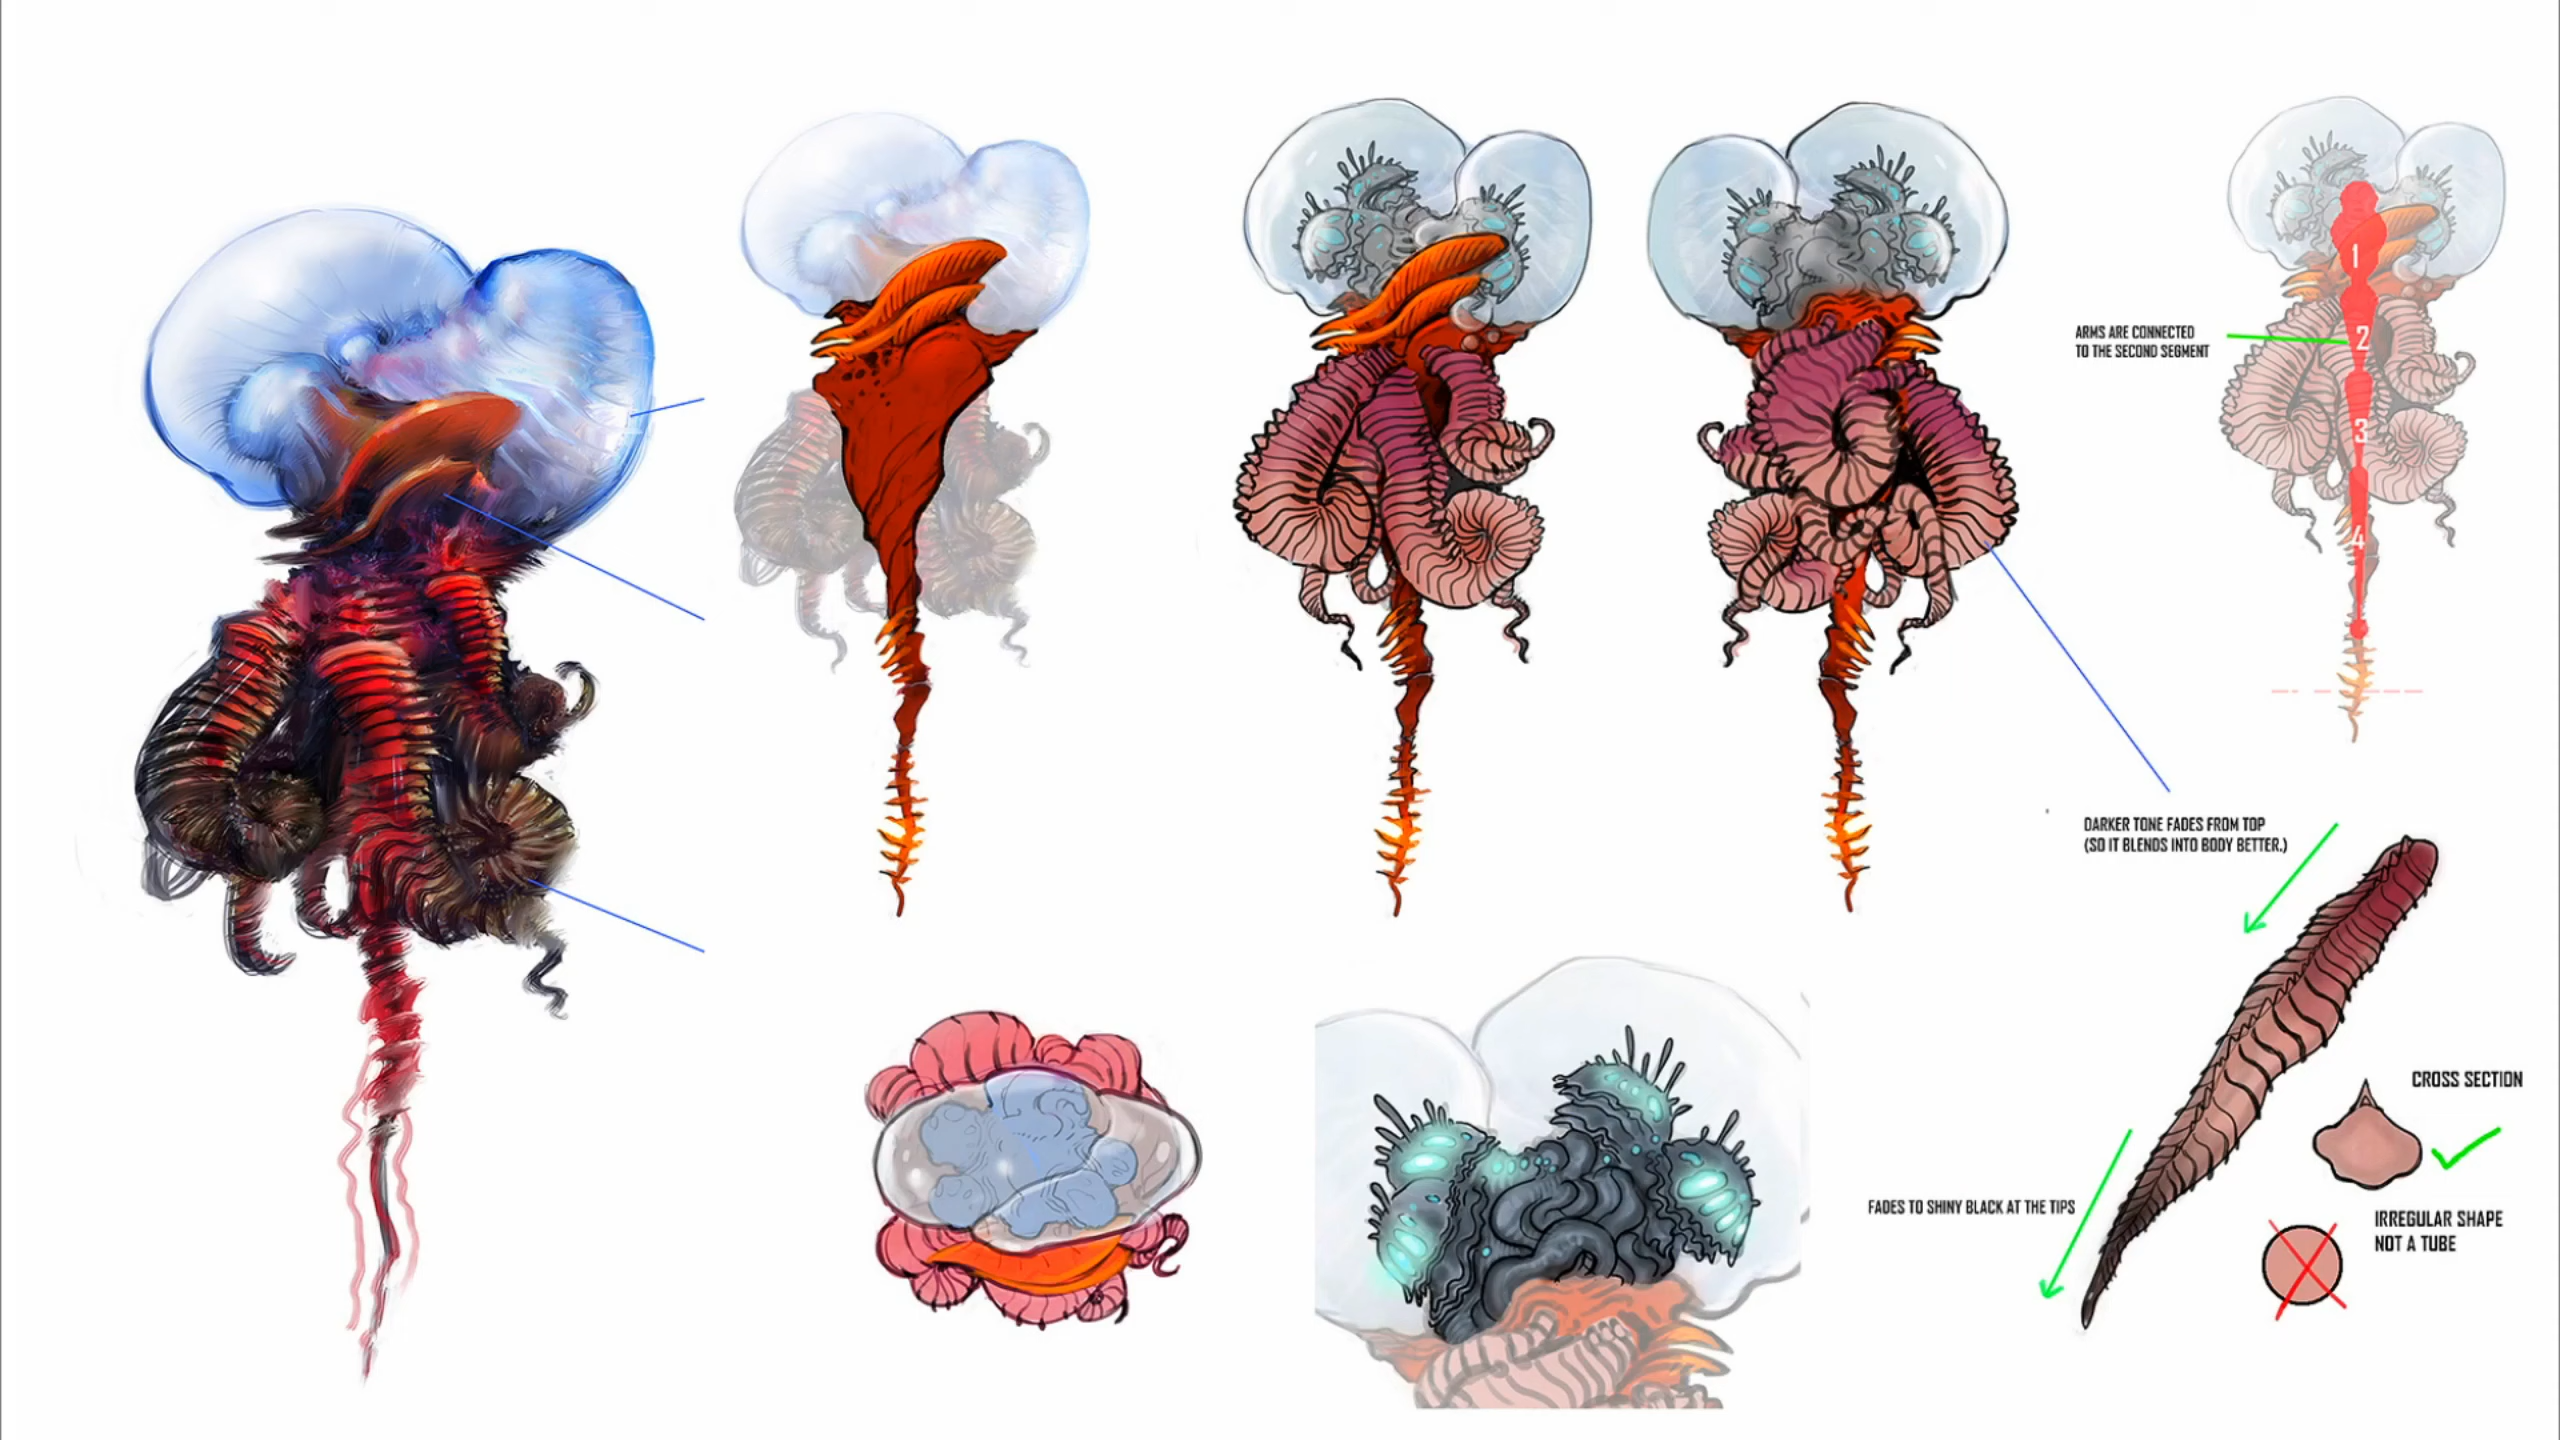 1
ARMS ARE CONNECTED
TO THE SECOND SEGMENT
2
3
4
DARKER TONE FADES FROM TOP
(SO IT BLENDS INTO BODY BETTER.)
CROSS SECTION
FADES TO SHINY BLACK AT THE TIPS
IRREGULAR SHAPE
NOT A TUBE